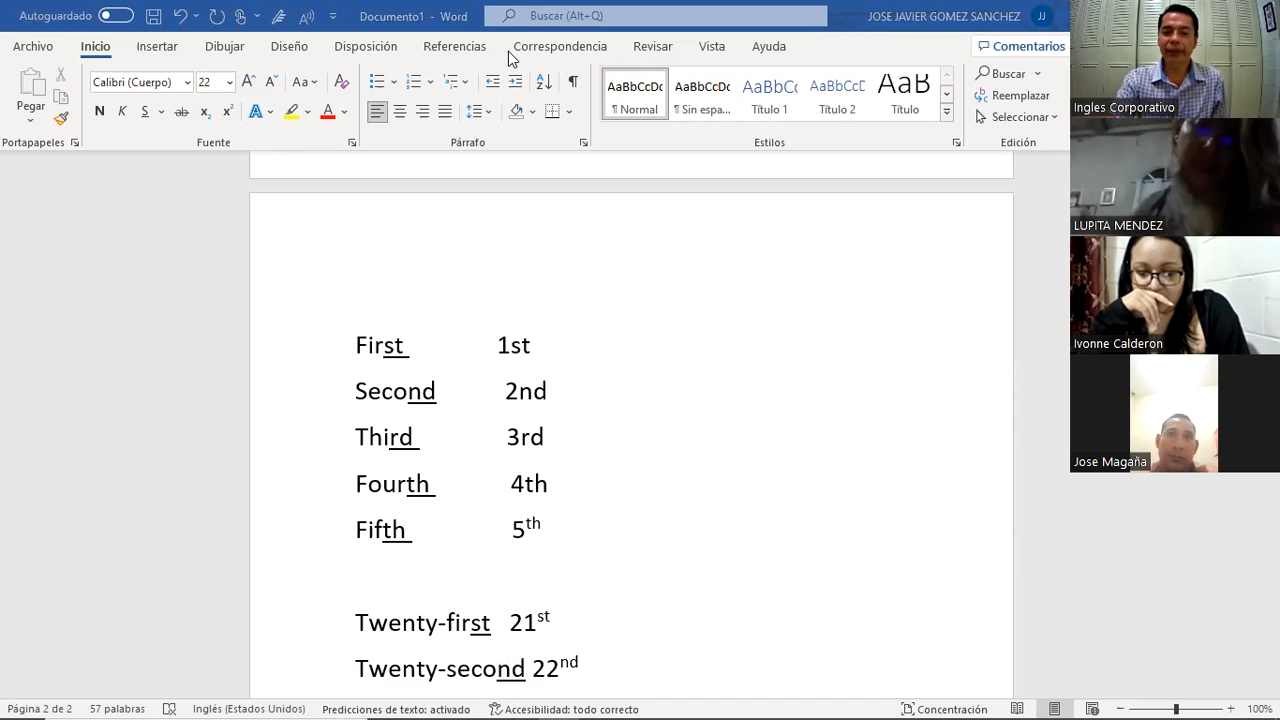 Autoguardado Documento1 - Word Buscar (Alt+Q) JOSE JAVIER GOMEZ SANCHEZ JJ
Archivo Inicio Insertar Dibujar Diseño Disposición Referencias Correspondencia Revisar Vista Ayuda Comentarios
Pegar
Calibri (Cuerpo) 22
N K S ab x₂ x²
AaBbCcDc AaBbCcDc AaBbCc AaBbCcD AaB
¶ Normal ¶ Sin espa... Título 1 Título 2 Título
Buscar
Reemplazar
Seleccionar
Portapapeles Fuente Párrafo Estilos Edición
First 1st
Second 2nd
Third 3rd
Fourth 4th
Fifth 5th
Twenty-first 21st
Twenty-second 22nd
Página 2 de 2 57 palabras Inglés (Estados Unidos) Predicciones de texto: activado Accesibilidad: todo correcto Concentración 100%
Ingles Corporativo
LUPITA MENDEZ
Ivonne Calderon
Jose Magaña